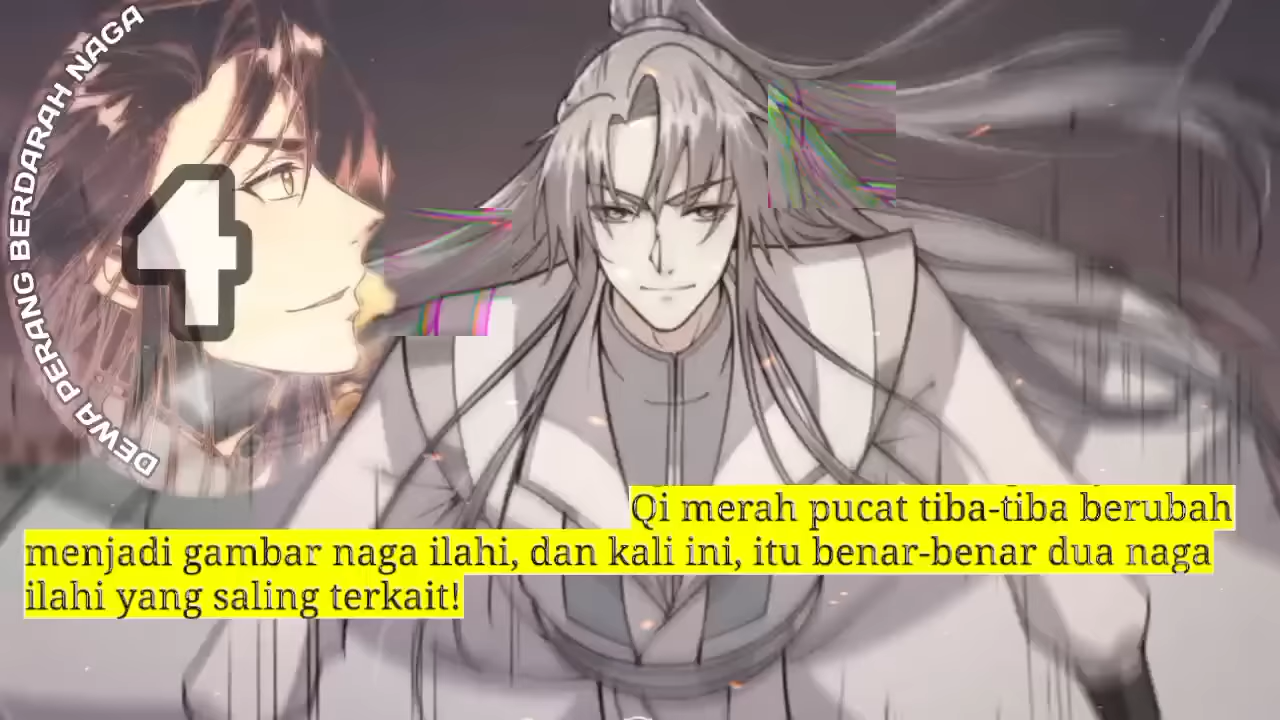 DEWA PERANG BERDARAH NAGA
4
Qi merah pucat tiba-tiba berubah
menjadi gambar naga ilahi, dan kali ini, itu benar-benar dua naga
ilahi yang saling terkait!